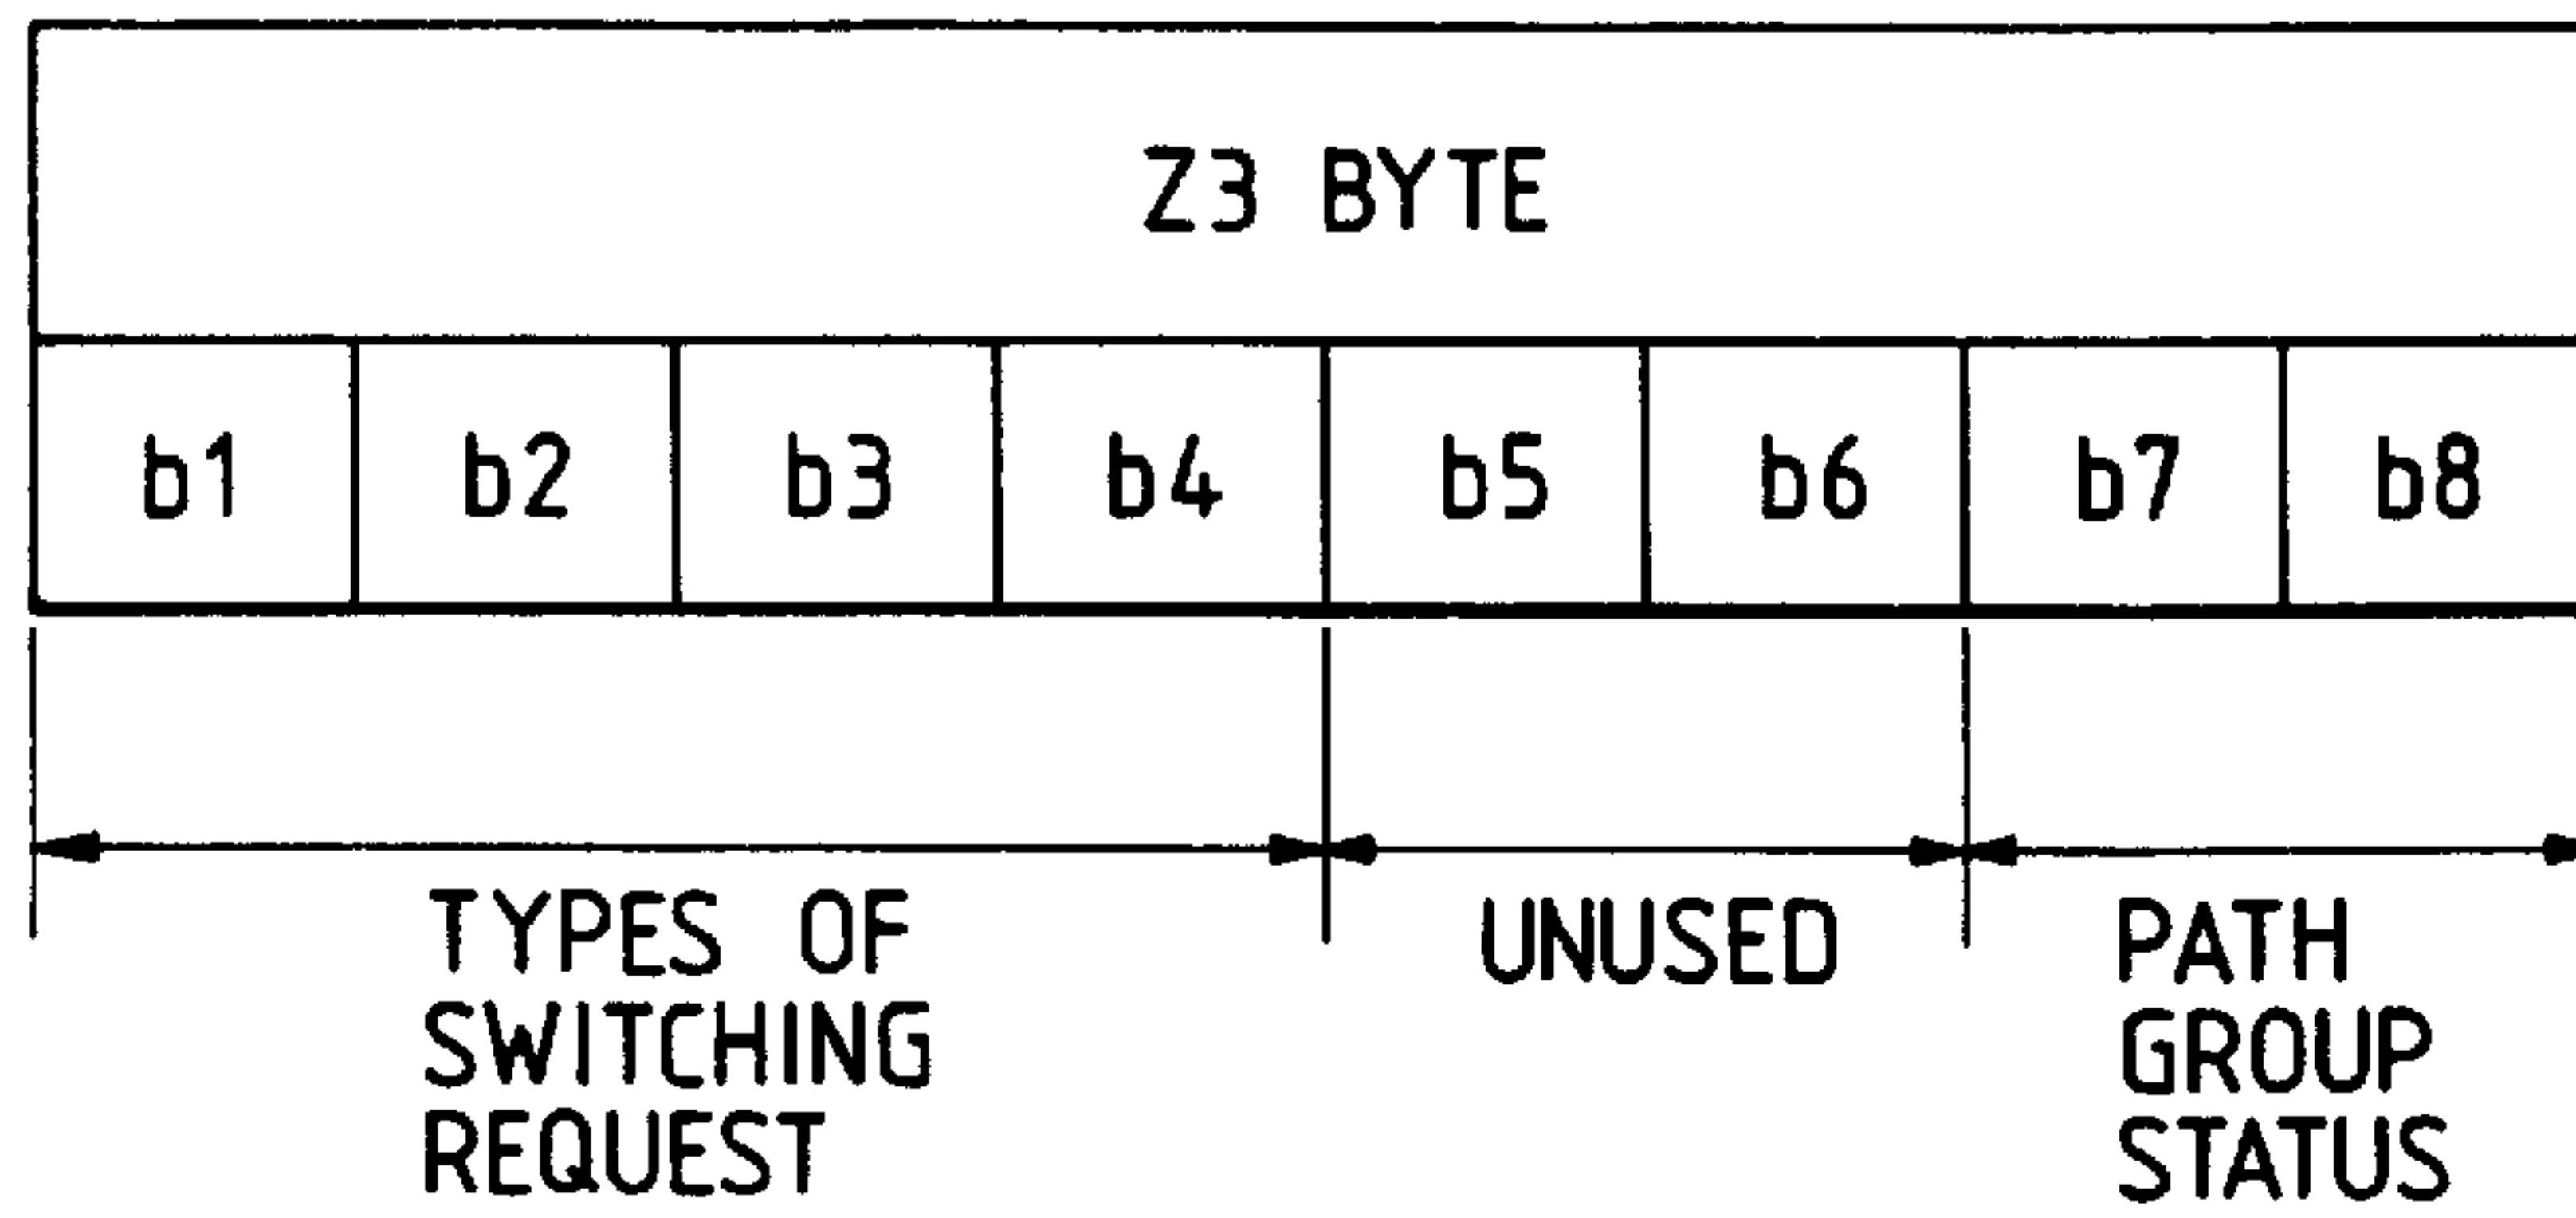 Z3 BYTE
b1 b2 b3 b4 b5 b6 b7 b8
TYPES OF
SWITCHING
REQUEST
UNUSED
PATH
GROUP
STATUS